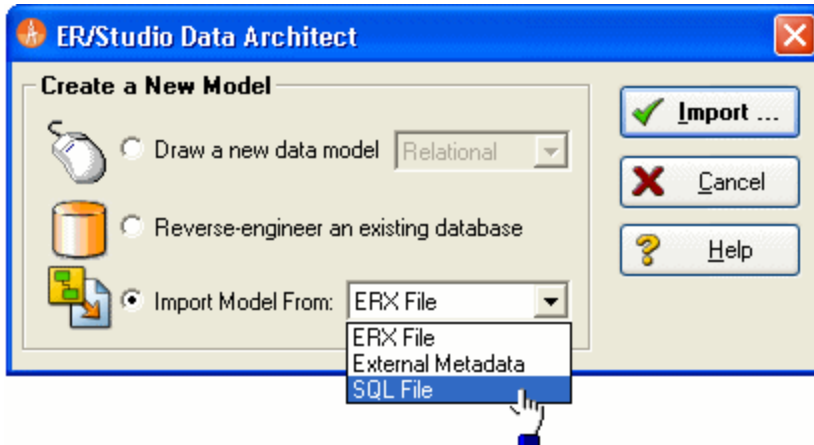 ER/Studio Data Architect
Create a New Model
Draw a new data model Relational
Reverse-engineer an existing database
Import Model From: ERX File
ERX File
External Metadata
SQL File
Import ...
Cancel
Help